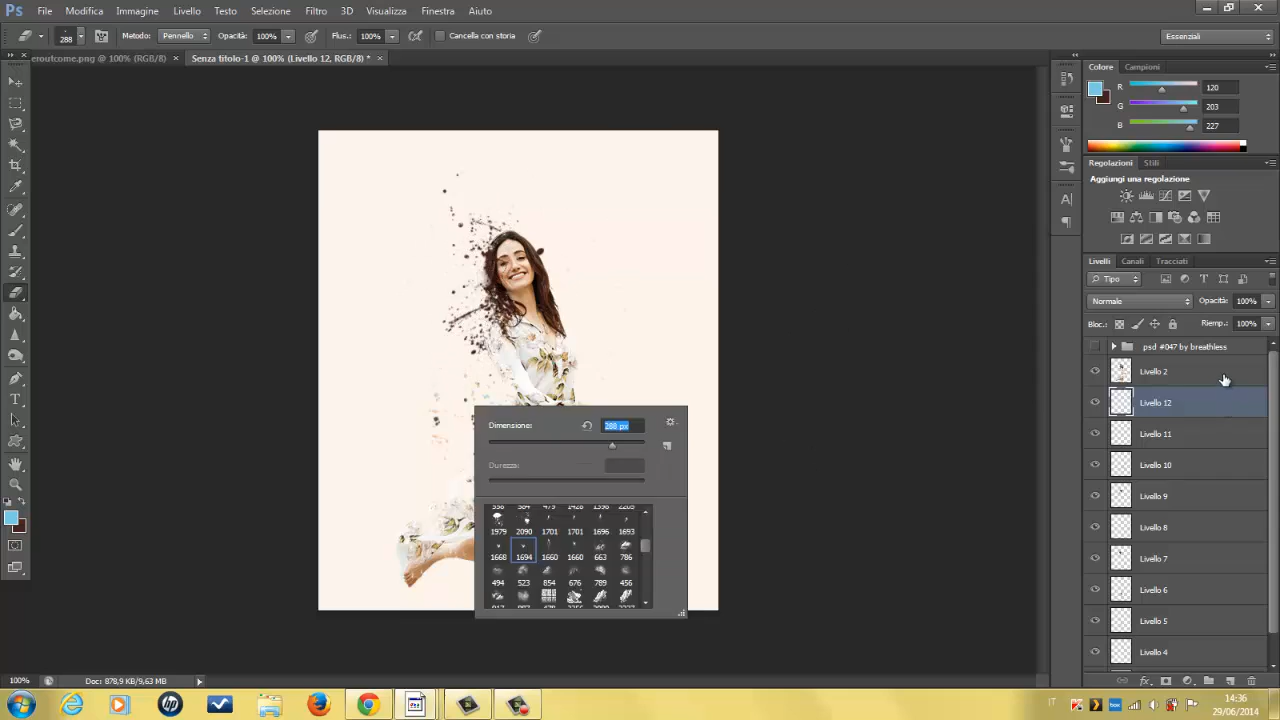 Ps File Modifica Immagine Livello Testo Selezione Filtro 3D Visualizza Finestra Aiuto
288 Metodo: Pennello Opacità: 100% Flus.: 100% Cancella con storia Essenziali
eroutcome.png @ 100% (RGB/8) × Senza titolo-1 @ 100% (Livello 12, RGB/8) * ×
Colore Campioni
R 120
G 203
B 227
Regolazioni Stili
Aggiungi una regolazione
Livelli Canali Tracciati
Tipo
Normale Opacità: 100%
Bloc.: Riemp.: 100%
psd #047 by breathless
Livello 2
Livello 12
Livello 11
Livello 10
Livello 9
Livello 8
Livello 7
Livello 6
Livello 5
Livello 4
Dimensione: 288 px
Durezza:
1979 2090 1701 1701 1696 1693
1668 1694 1660 1660 663 786
494 523 854 676 789 456
100% Doc: 878,9 KB/9,63 MB
IT 14:36
29/06/2014